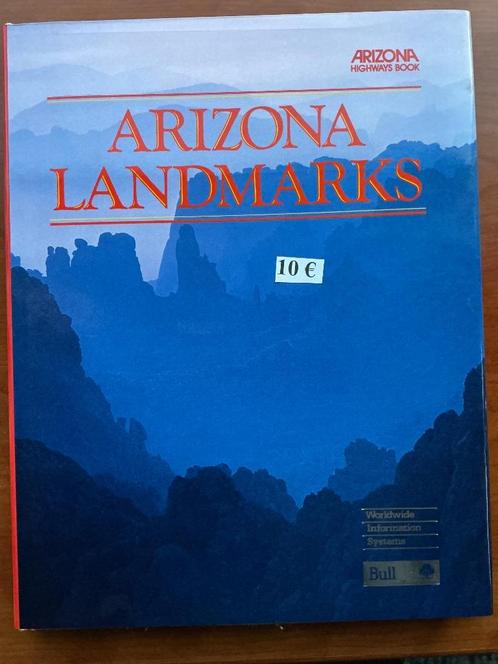 ARIZONA
HIGHWAYS BOOK
ARIZONA
LANDMARKS
10 €
Worldwide
Information
Systems
Bull